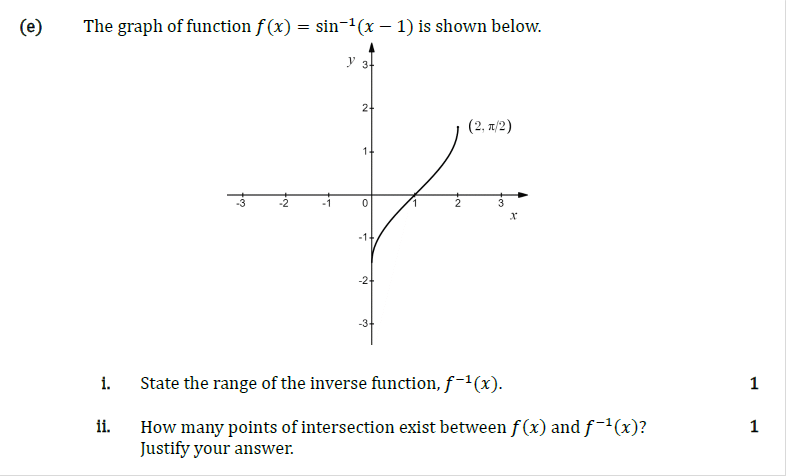 (e) The graph of function f(x) = sin⁻¹(x − 1) is shown below.
y 3
2
(2, π/2)
1
-3 -2 -1 0 1 2 3
x
-1
-2
-3
i. State the range of the inverse function, f⁻¹(x). 1
ii. How many points of intersection exist between f(x) and f⁻¹(x)? 1
Justify your answer.